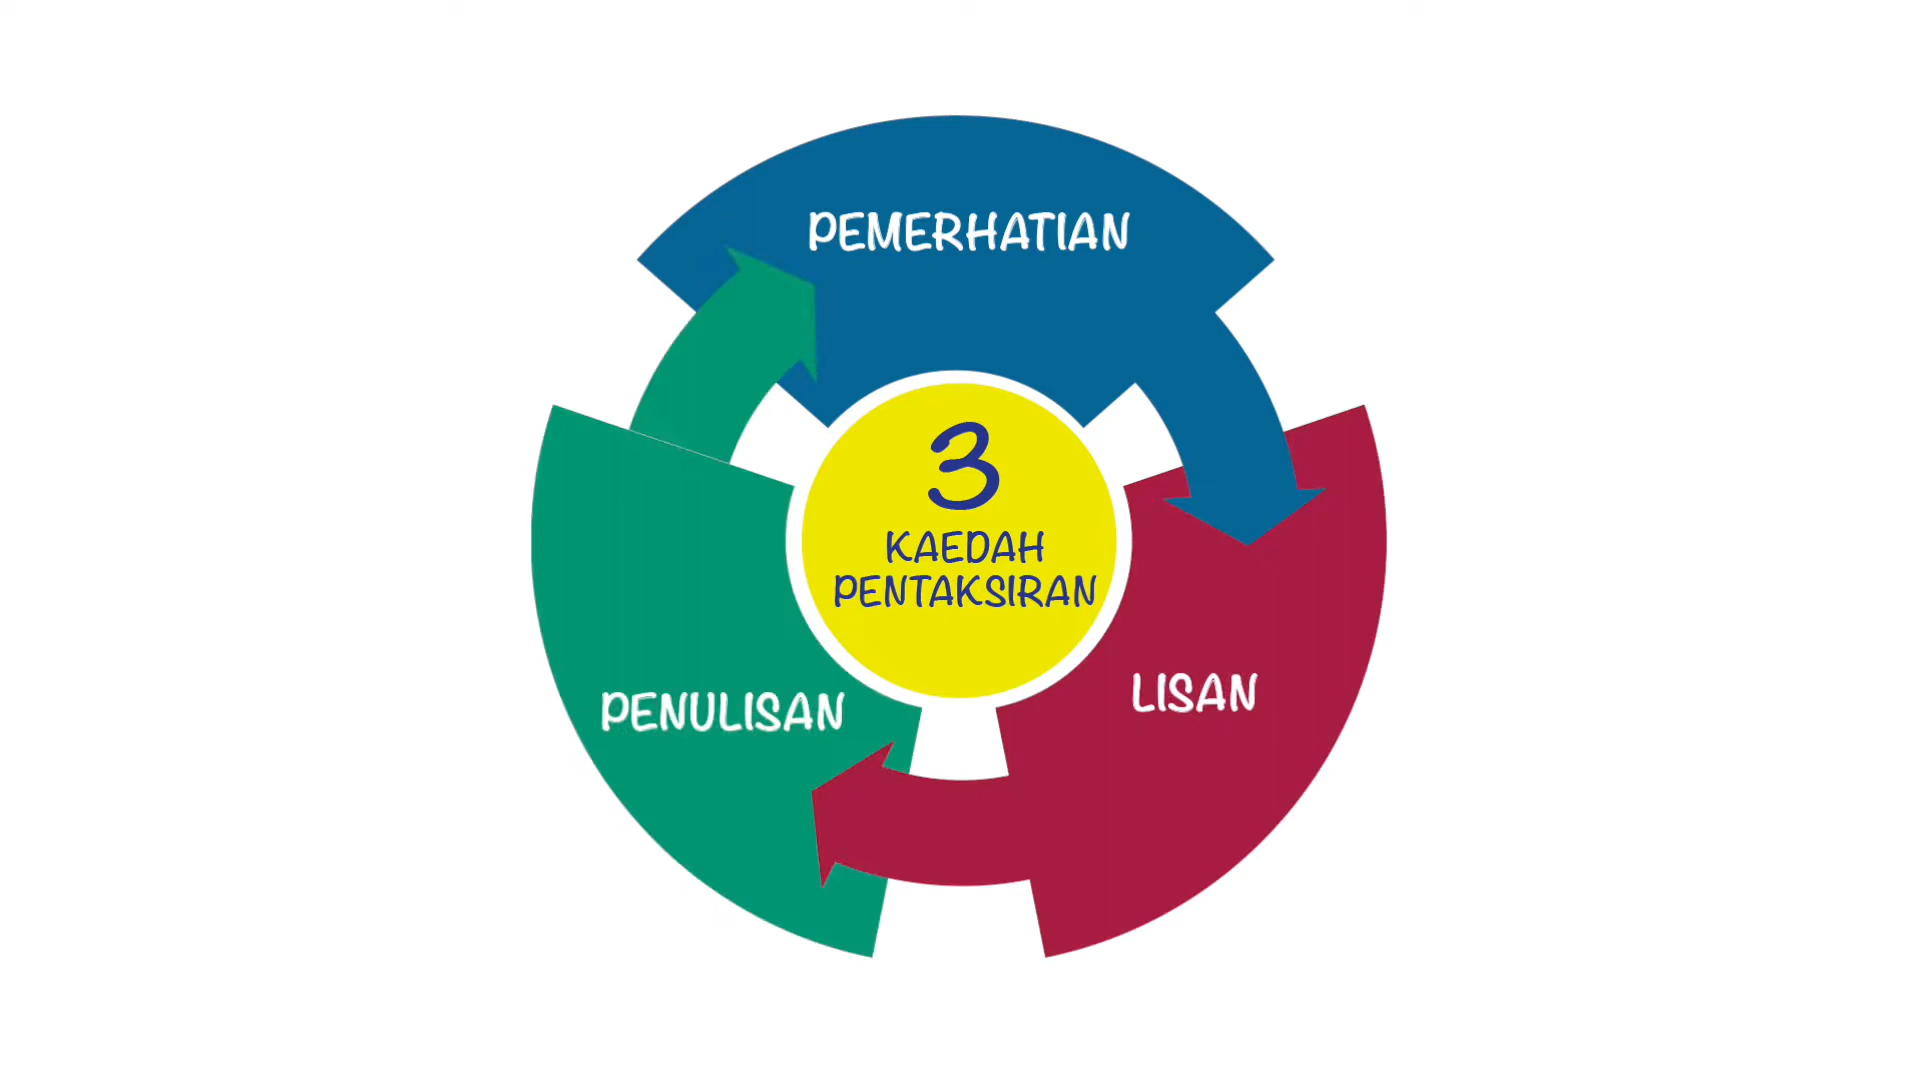 PEMERHATIAN
3
KAEDAH
PENTAKSIRAN
LISAN
PENULISAN